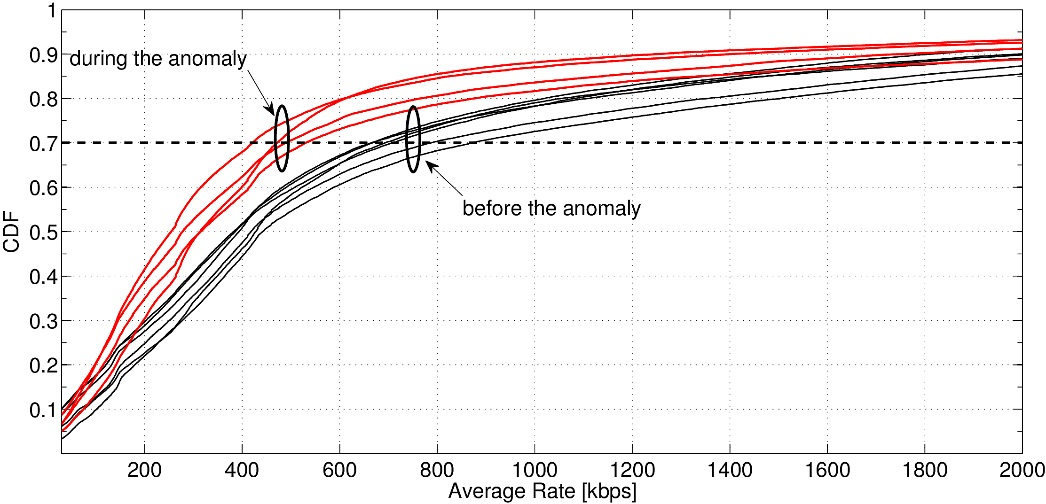 1
0.9
0.8
0.7
0.6
0.5
0.4
0.3
0.2
0.1
CDF
during the anomaly
before the anomaly
200 400 600 800 1000 1200 1400 1600 1800 2000
Average Rate [kbps]